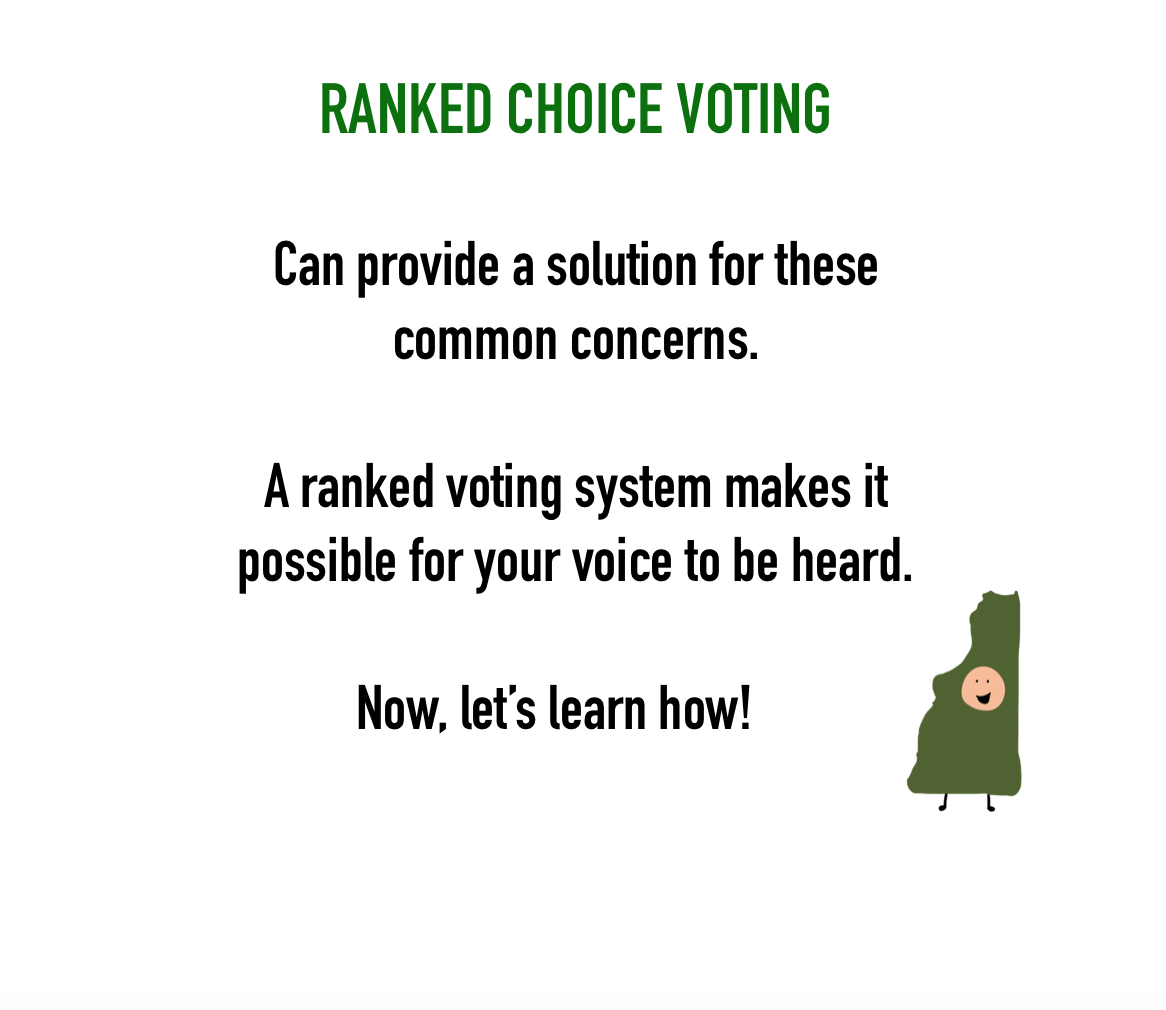 RANKED CHOICE VOTING
Can provide a solution for these
common concerns.
A ranked voting system makes it
possible for your voice to be heard.
Now, let’s learn how!